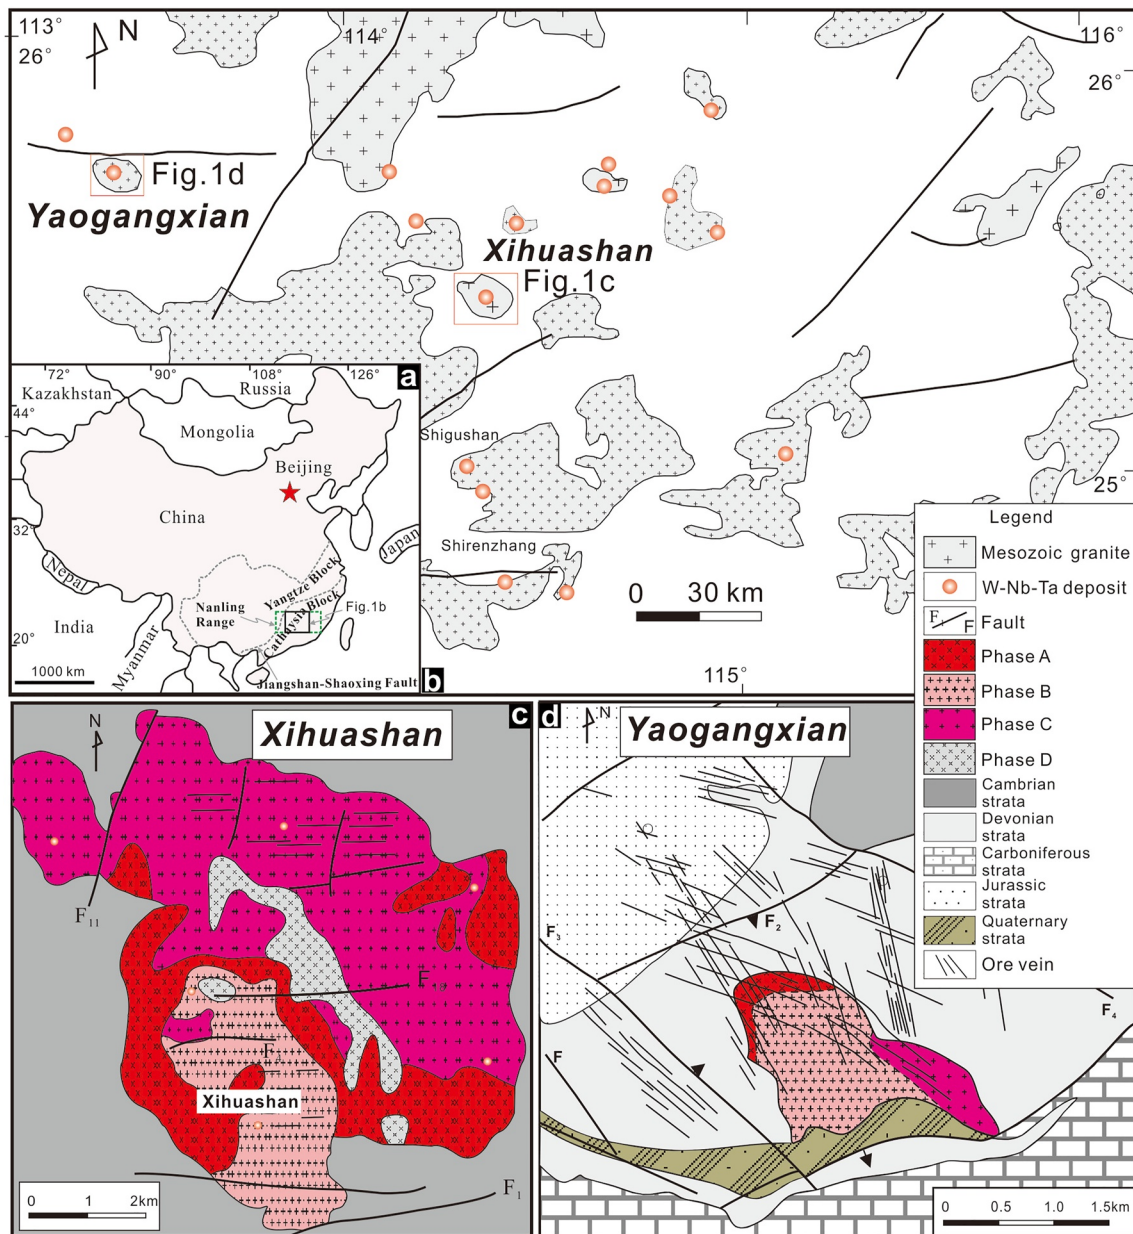 113°
26°
N
114°
116°
26°
Fig.1d
Yaogangxian
Xihuashan
Fig.1c
Shigushan
Shirenzhang
25°
0 30 km
115°
b
72° 90° 108° 126°
a
Kazakhstan
Russia
44°
Mongolia
Beijing
China
32°
Japan
Nepal
Yangtze Block
Nanling
Range
Cathaysia Block
Fig.1b
India
20°
Myanmar
1000 km
Jiangshan-Shaoxing Fault
Legend
Mesozoic granite
W-Nb-Ta deposit
F F
Fault
Phase A
Phase B
Phase C
Phase D
Cambrian
strata
Devonian
strata
Carboniferous
strata
Jurassic
strata
Quaternary
strata
Ore vein
c
N
Xihuashan
F11
F
Xihuashan
F1
0 1 2km
d
N
Yaogangxian
F3
F2
F4
F
0 0.5 1.0 1.5km